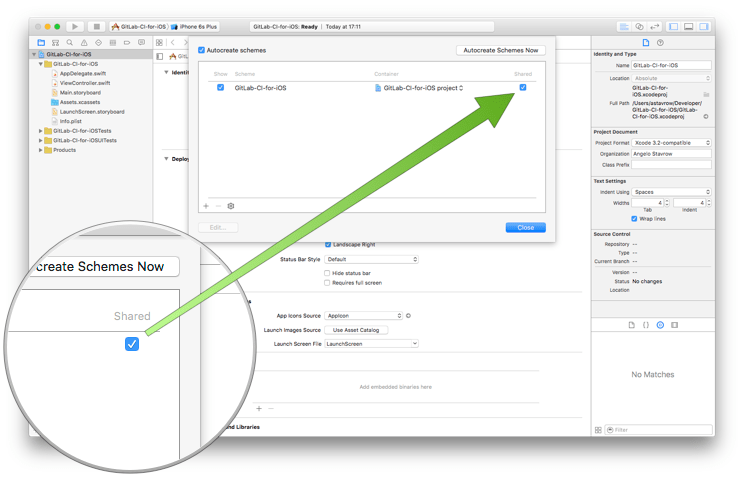 GitLab-CI-for-iOS
iPhone 6s Plus
GitLab-CI-for-iOS: Ready | Today at 17:11
GitLab-CI-for-iOS
GitLab-CI-for-iOS
AppDelegate.swift
ViewController.swift
Main.storyboard
Assets.xcassets
LaunchScreen.storyboard
Info.plist
GitLab-CI-for-iOSTests
GitLab-CI-for-iOSUITests
Products
Autocreate schemes
Autocreate Schemes Now
Show Scheme Container Shared
GitLab-CI-for-iOS GitLab-CI-for-iOS project
Edit...
Close
Landscape Right
Status Bar Style Default
Hide status bar
Requires full screen
App Icons Source AppIcon
Launch Images Source Use Asset Catalog
Launch Screen File LaunchScreen
Add embedded binaries here
and Libraries
create Schemes Now
Shared
Identity and Type
Name GitLab-CI-for-iOS
Location Absolute
GitLab-CI-for-
iOS.xcodeproj
Full Path /Users/astavrow/Developer/
GitLab-CI-for-iOS/GitLab-
CI-for-iOS.xcodeproj
Project Document
Project Format Xcode 3.2-compatible
Organization Angelo Stavrow
Class Prefix
Text Settings
Indent Using Spaces
Widths 4 4
Tab Indent
Wrap lines
Source Control
Repository --
Type --
Current Branch --
Version --
Status No changes
Location
No Matches
Filter